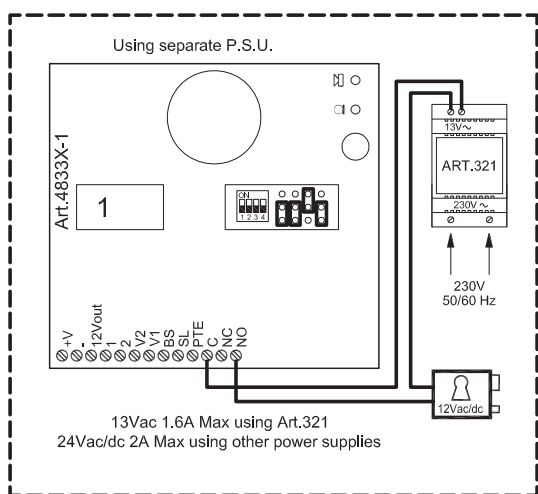 Using separate P.S.U.
Art.4833X-1
1
ON
1 2 3 4
+V
-
12Vout
1
2
V2
V1
BS
SL
PTE
C
NC
NO
13V~
ART.321
230V ~
230V
50/60 Hz
12Vac/dc
13Vac 1.6A Max using Art.321
24Vac/dc 2A Max using other power supplies